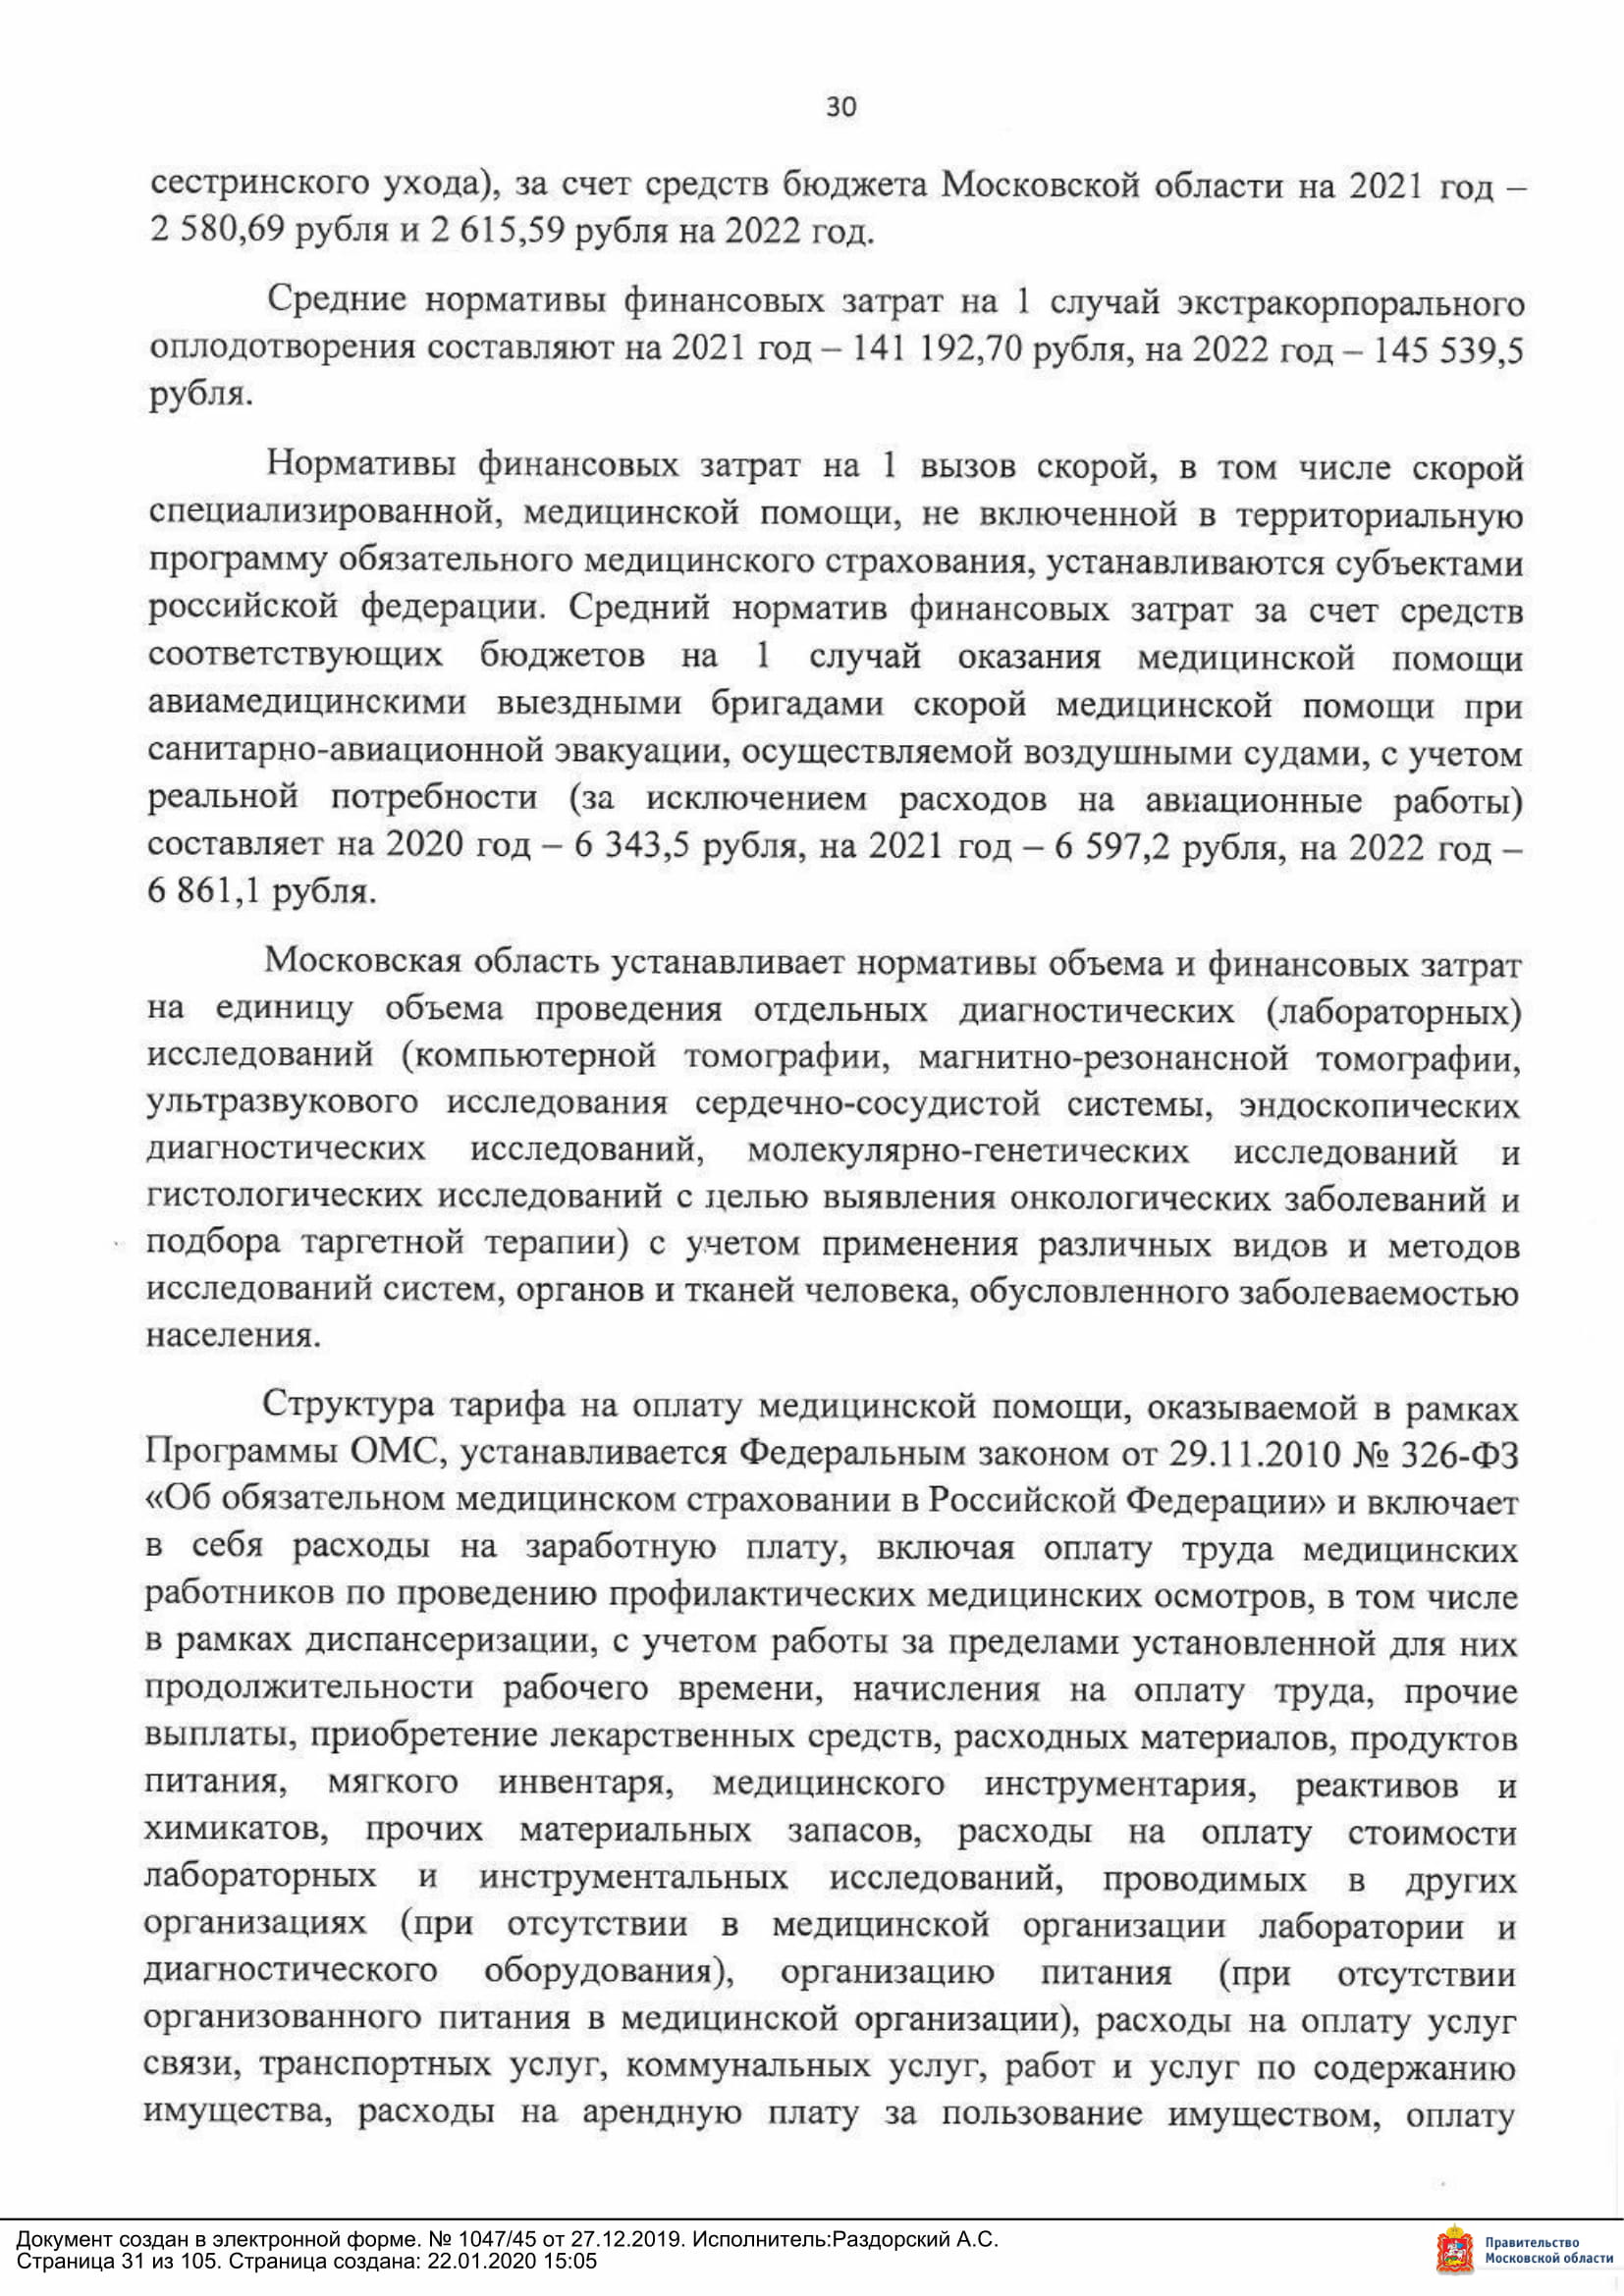 30
сестринского ухода), за счет средств бюджета Московской области на 2021 год –
2 580,69 рубля и 2 615,59 рубля на 2022 год.
Средние нормативы финансовых затрат на 1 случай экстракорпорального
оплодотворения составляют на 2021 год – 141 192,70 рубля, на 2022 год – 145 539,5
рубля.
Нормативы финансовых затрат на 1 вызов скорой, в том числе скорой
специализированной, медицинской помощи, не включенной в территориальную
программу обязательного медицинского страхования, устанавливаются субъектами
российской федерации. Средний норматив финансовых затрат за счет средств
соответствующих бюджетов на 1 случай оказания медицинской помощи
авиамедицинскими выездными бригадами скорой медицинской помощи при
санитарно-авиационной эвакуации, осуществляемой воздушными судами, с учетом
реальной потребности (за исключением расходов на авиационные работы)
составляет на 2020 год – 6 343,5 рубля, на 2021 год – 6 597,2 рубля, на 2022 год –
6 861,1 рубля.
Московская область устанавливает нормативы объема и финансовых затрат
на единицу объема проведения отдельных диагностических (лабораторных)
исследований (компьютерной томографии, магнитно-резонансной томографии,
ультразвукового исследования сердечно-сосудистой системы, эндоскопических
диагностических исследований, молекулярно-генетических исследований и
гистологических исследований с целью выявления онкологических заболеваний и
подбора таргетной терапии) с учетом применения различных видов и методов
исследований систем, органов и тканей человека, обусловленного заболеваемостью
населения.
Структура тарифа на оплату медицинской помощи, оказываемой в рамках
Программы ОМС, устанавливается Федеральным законом от 29.11.2010 № 326-ФЗ
«Об обязательном медицинском страховании в Российской Федерации» и включает
в себя расходы на заработную плату, включая оплату труда медицинских
работников по проведению профилактических медицинских осмотров, в том числе
в рамках диспансеризации, с учетом работы за пределами установленной для них
продолжительности рабочего времени, начисления на оплату труда, прочие
выплаты, приобретение лекарственных средств, расходных материалов, продуктов
питания, мягкого инвентаря, медицинского инструментария, реактивов и
химикатов, прочих материальных запасов, расходы на оплату стоимости
лабораторных и инструментальных исследований, проводимых в других
организациях (при отсутствии в медицинской организации лаборатории и
диагностического оборудования), организацию питания (при отсутствии
организованного питания в медицинской организации), расходы на оплату услуг
связи, транспортных услуг, коммунальных услуг, работ и услуг по содержанию
имущества, расходы на арендную плату за пользование имуществом, оплату
Документ создан в электронной форме. № 1047/45 от 27.12.2019. Исполнитель:Раздорский А.С.
Страница 31 из 105. Страница создана: 22.01.2020 15:05
Правительство
Московской области